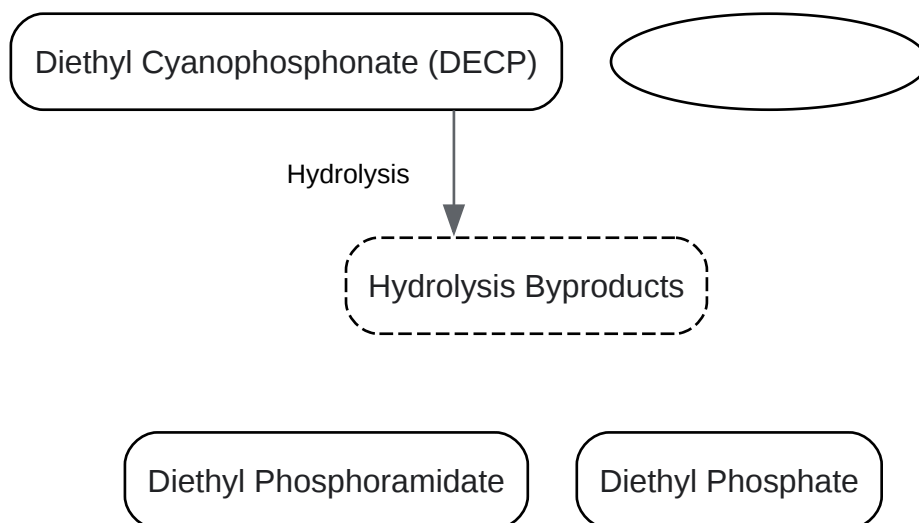 Diethyl Cyanophosphonate (DECP)
Hydrolysis
Hydrolysis Byproducts
Diethyl Phosphoramidate
Diethyl Phosphate